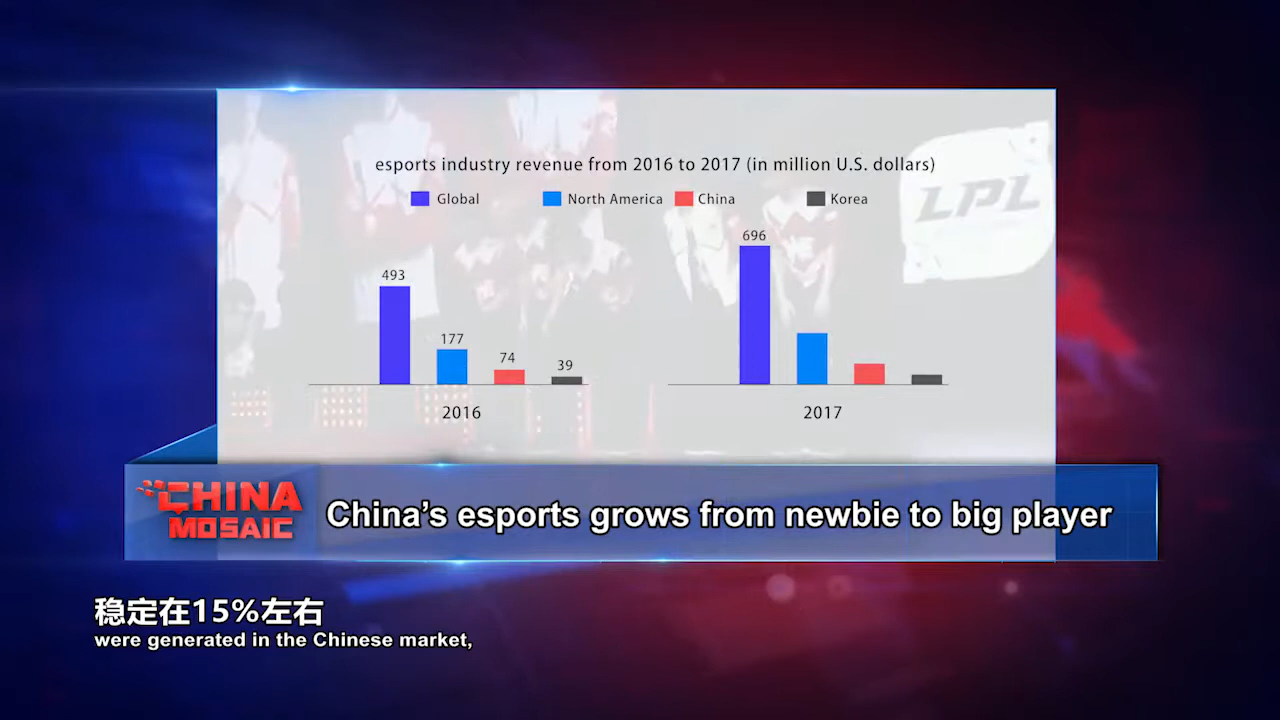 esports industry revenue from 2016 to 2017 (in million U.S. dollars)
Global North America China Korea
LPL
696
493
177
74
39
2016 2017
CHINA
MOSAIC
China's esports grows from newbie to big player
稳定在15%左右
were generated in the Chinese market,